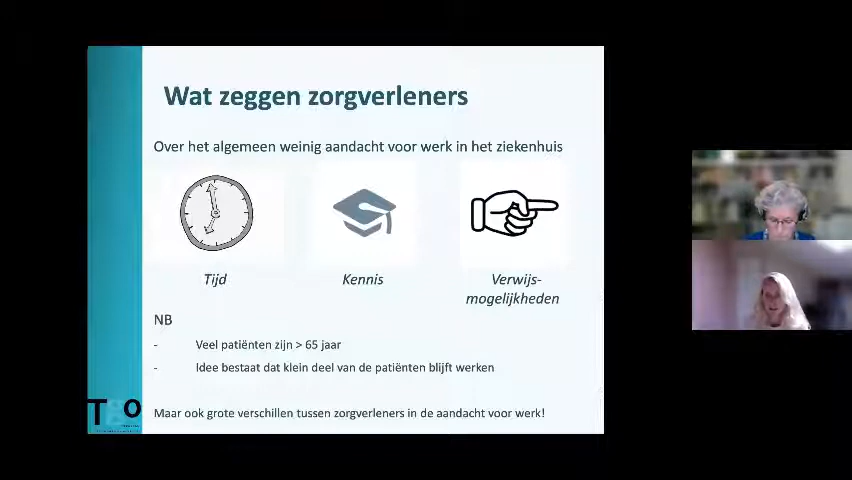 Wat zeggen zorgverleners
Over het algemeen weinig aandacht voor werk in het ziekenhuis
Tijd
Kennis
Verwijs-
mogelijkheden
NB
- Veel patiënten zijn > 65 jaar
- Idee bestaat dat klein deel van de patiënten blijft werken
Maar ook grote verschillen tussen zorgverleners in de aandacht voor werk!